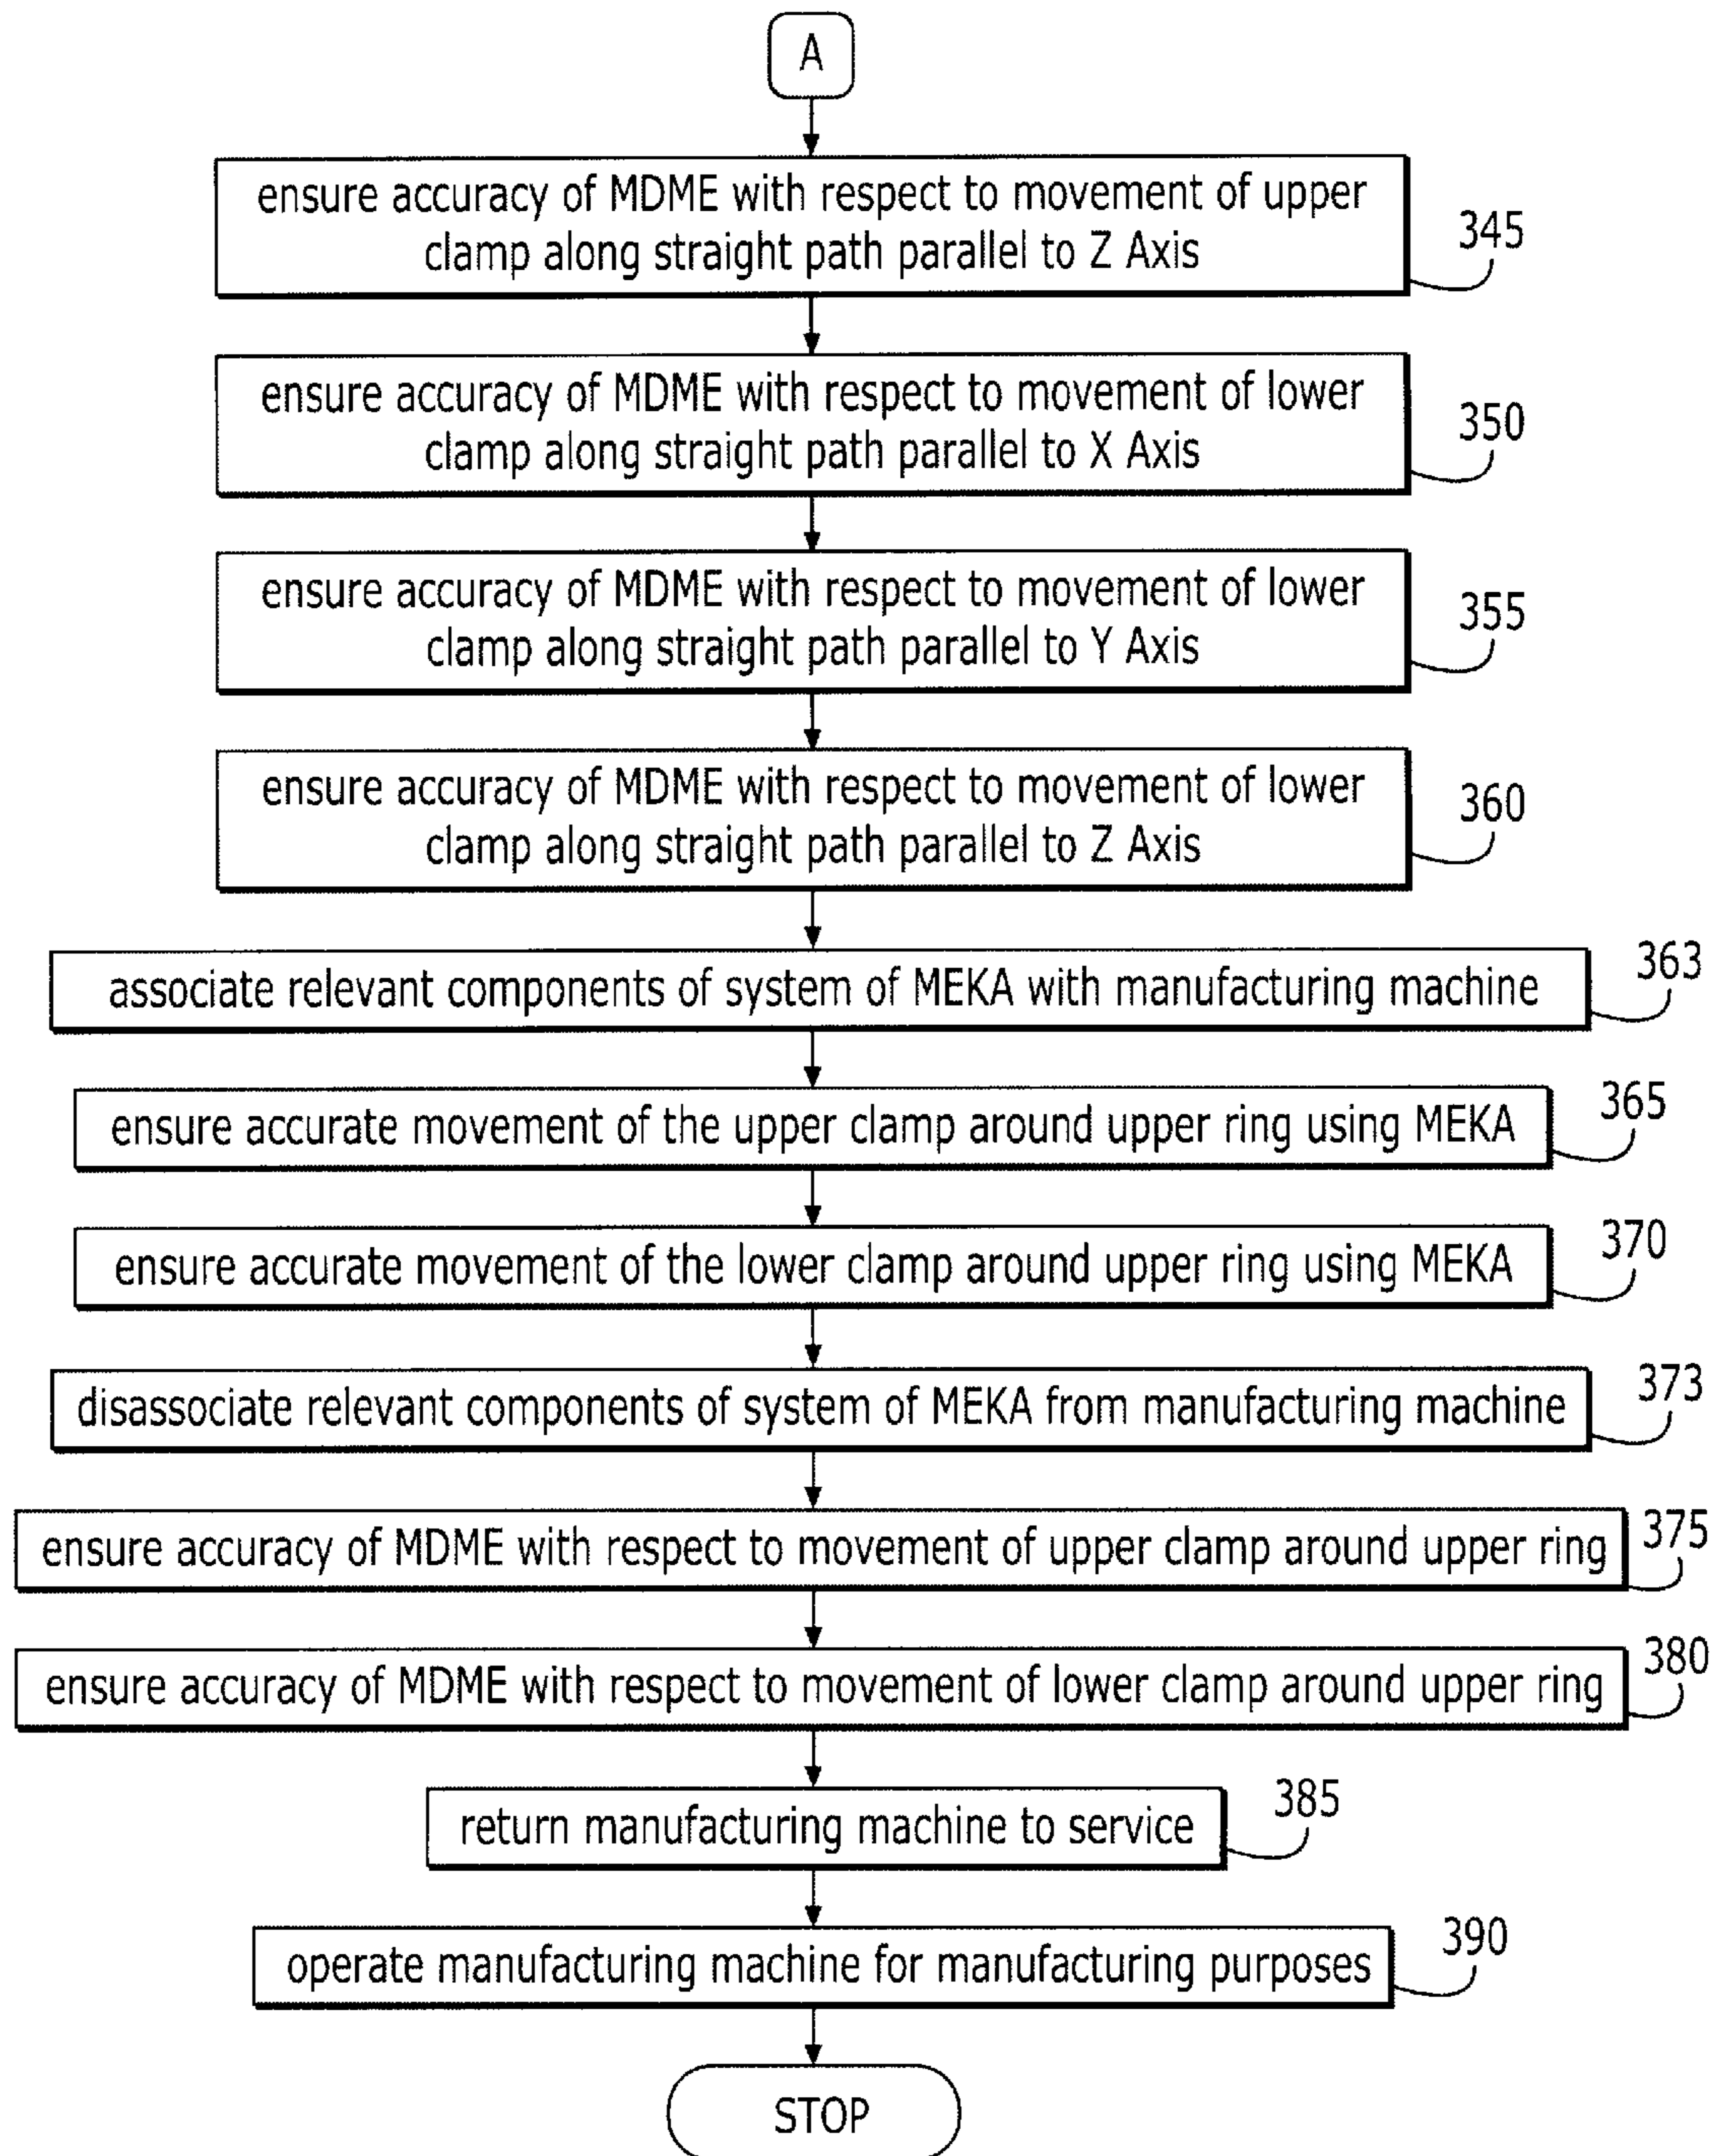 A
ensure accuracy of MDME with respect to movement of upper
clamp along straight path parallel to Z Axis
345
ensure accuracy of MDME with respect to movement of lower
clamp along straight path parallel to X Axis
350
ensure accuracy of MDME with respect to movement of lower
clamp along straight path parallel to Y Axis
355
ensure accuracy of MDME with respect to movement of lower
clamp along straight path parallel to Z Axis
360
associate relevant components of system of MEKA with manufacturing machine
363
ensure accurate movement of the upper clamp around upper ring using MEKA
365
ensure accurate movement of the lower clamp around upper ring using MEKA
370
disassociate relevant components of system of MEKA from manufacturing machine
373
ensure accuracy of MDME with respect to movement of upper clamp around upper ring
375
ensure accuracy of MDME with respect to movement of lower clamp around upper ring
380
return manufacturing machine to service
385
operate manufacturing machine for manufacturing purposes
390
STOP